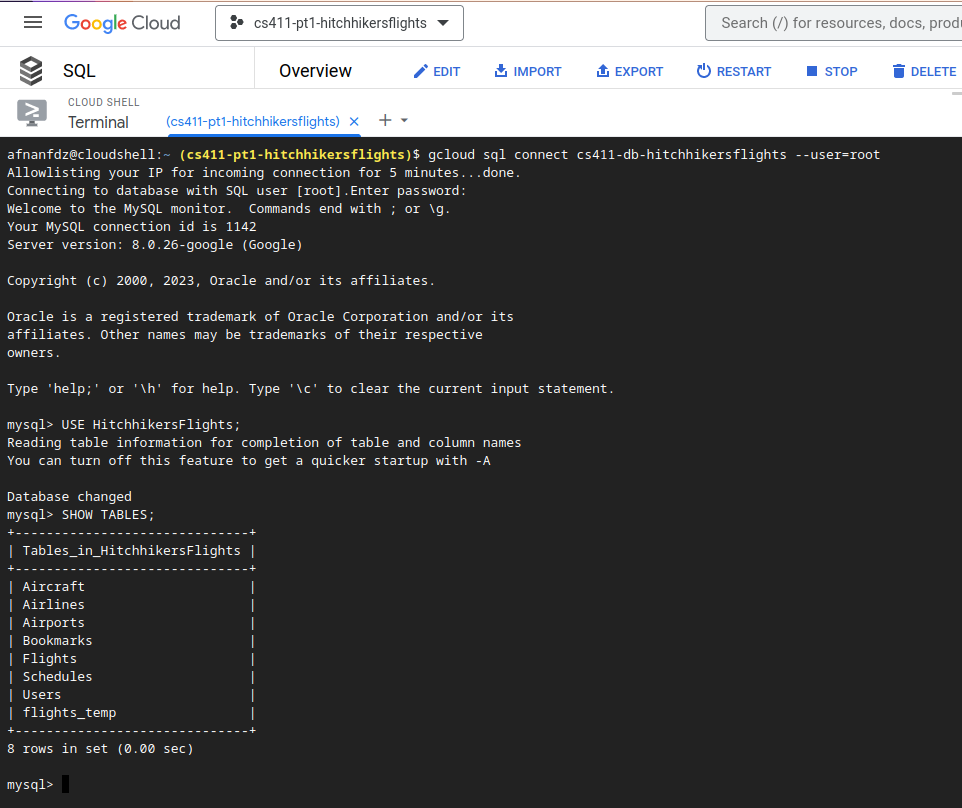 Google Cloud
cs411-pt1-hitchhikersflights
Search (/) for resources, docs,
SQL
Overview
EDIT
IMPORT
EXPORT
RESTART
STOP
DELETE
CLOUD SHELL
Terminal
(cs411-pt1-hitchhikersflights)
afnanfdz@cloudshell:~ (cs411-pt1-hitchhikersflights)$ gcloud sql connect cs411-db-hitchhikersflights --user=root
Allowlisting your IP for incoming connection for 5 minutes...done.
Connecting to database with SQL user [root].Enter password:
Welcome to the MySQL monitor.  Commands end with ; or \g.
Your MySQL connection id is 1142
Server version: 8.0.26-google (Google)
Copyright (c) 2000, 2023, Oracle and/or its affiliates.
Oracle is a registered trademark of Oracle Corporation and/or its
affiliates. Other names may be trademarks of their respective
owners.
Type 'help;' or '\h' for help. Type '\c' to clear the current input statement.
mysql> USE HitchhikersFlights;
Reading table information for completion of table and column names
You can turn off this feature to get a quicker startup with -A
Database changed
mysql> SHOW TABLES;
+------------------------------+
| Tables_in_HitchhikersFlights |
+------------------------------+
| Aircraft                     |
| Airlines                     |
| Airports                     |
| Bookmarks                    |
| Flights                      |
| Schedules                    |
| Users                        |
| flights_temp                 |
+------------------------------+
8 rows in set (0.00 sec)
mysql>